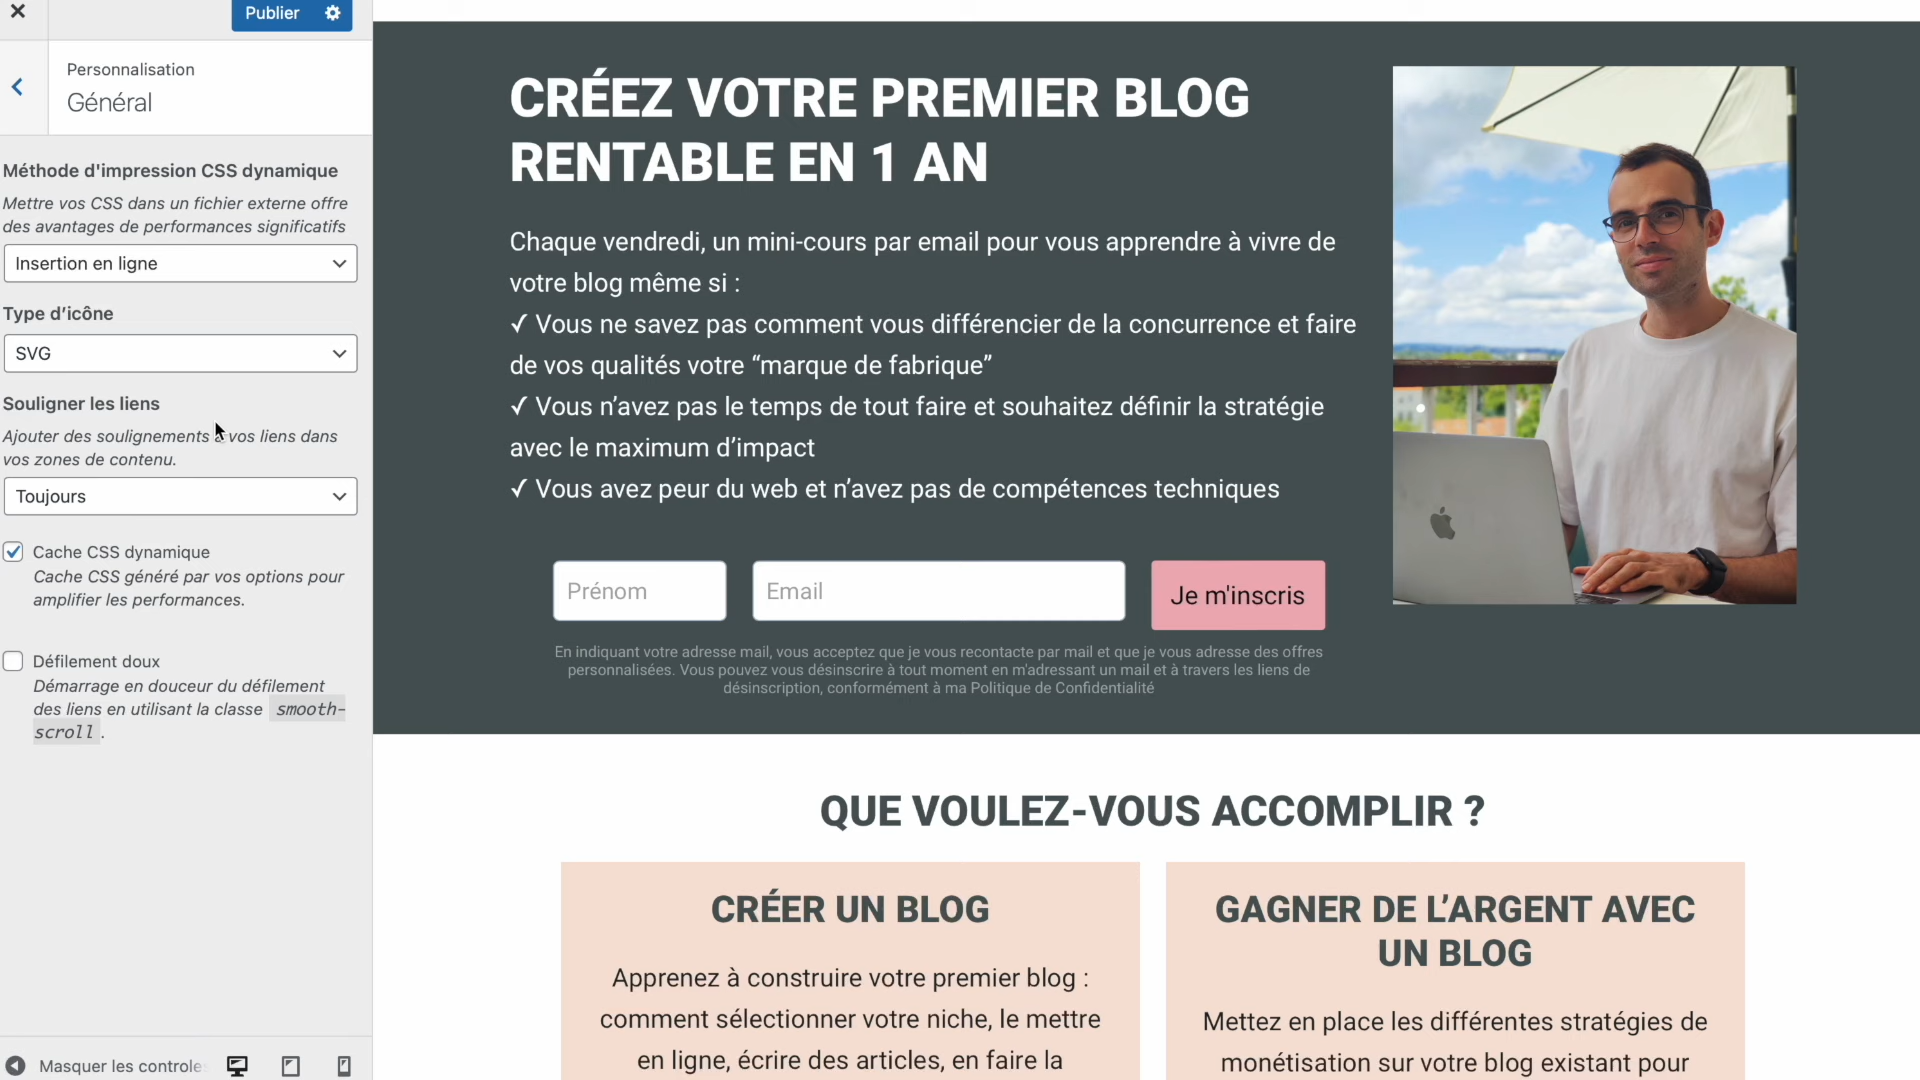 Publier
Personnalisation
Général
Méthode d'impression CSS dynamique
Mettre vos CSS dans un fichier externe offre
des avantages de performances significatifs
Insertion en ligne
Type d’icône
SVG
Souligner les liens
Ajouter des soulignements à vos liens dans
vos zones de contenu.
Toujours
Cache CSS dynamique
Cache CSS généré par vos options pour
amplifier les performances.
Défilement doux
Démarrage en douceur du défilement
des liens en utilisant la classe smooth-
scroll .
Masquer les controles
CRÉEZ VOTRE PREMIER BLOG
RENTABLE EN 1 AN
Chaque vendredi, un mini-cours par email pour vous apprendre à vivre de
votre blog même si :
✓ Vous ne savez pas comment vous différencier de la concurrence et faire
de vos qualités votre “marque de fabrique”
✓ Vous n’avez pas le temps de tout faire et souhaitez définir la stratégie
avec le maximum d’impact
✓ Vous avez peur du web et n’avez pas de compétences techniques
Prénom
Email
Je m'inscris
En indiquant votre adresse mail, vous acceptez que je vous recontacte par mail et que je vous adresse des offres
personnalisées. Vous pouvez vous désinscrire à tout moment en m'adressant un mail et à travers les liens de
désinscription, conformément à ma Politique de Confidentialité
QUE VOULEZ-VOUS ACCOMPLIR ?
CRÉER UN BLOG
Apprenez à construire votre premier blog :
comment sélectionner votre niche, le mettre
en ligne, écrire des articles, en faire la
GAGNER DE L’ARGENT AVEC
UN BLOG
Mettez en place les différentes stratégies de
monétisation sur votre blog existant pour